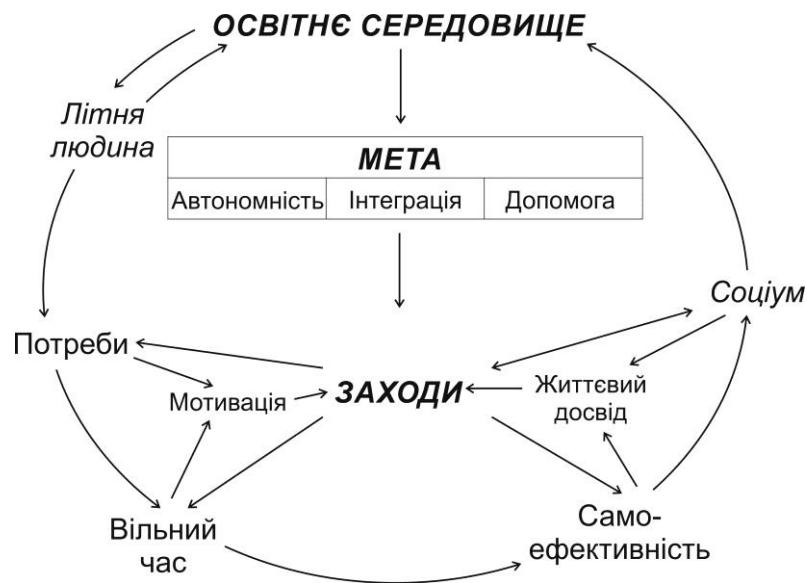 ОСВІТНЄ СЕРЕДОВИЩЕ
Літня
людина
МЕТА
Автономність Інтеграція Допомога
Соціум
Потреби
Мотивація
ЗАХОДИ
Життєвий
досвід
Вільний
час
Само-
ефективність